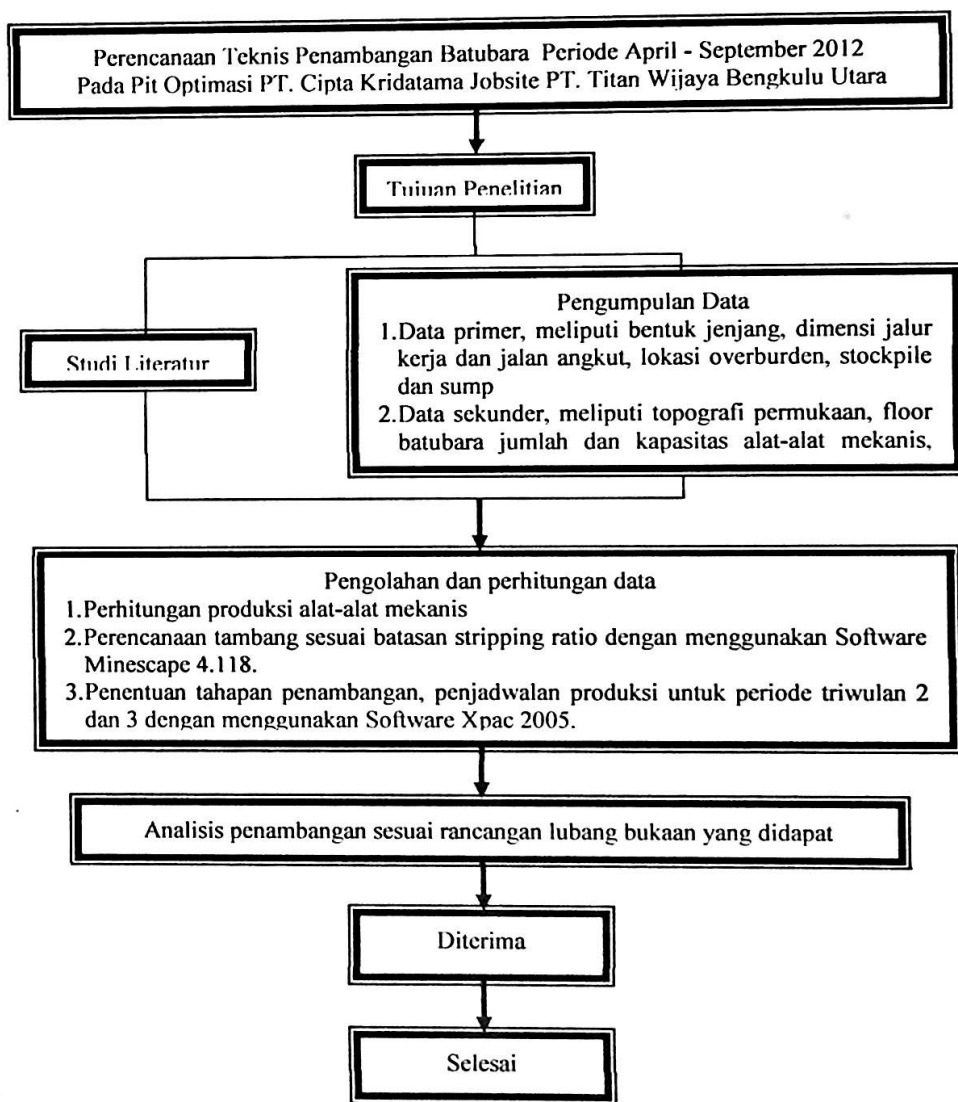 Perencanaan Teknis Penambangan Batubara Periode April - September 2012
Pada Pit Optimasi PT. Cipta Kridatama Jobsite PT. Titan Wijaya Bengkulu Utara
Tujuan Penelitian
Studi Literatur
Pengumpulan Data
1.Data primer, meliputi bentuk jenjang, dimensi jalur
kerja dan jalan angkut, lokasi overburden, stockpile
dan sump
2.Data sekunder, meliputi topografi permukaan, floor
batubara jumlah dan kapasitas alat-alat mekanis,
Pengolahan dan perhitungan data
1.Perhitungan produksi alat-alat mekanis
2.Perencanaan tambang sesuai batasan stripping ratio dengan menggunakan Software
Minescape 4.118.
3.Penentuan tahapan penambangan, penjadwalan produksi untuk periode triwulan 2
dan 3 dengan menggunakan Software Xpac 2005.
Analisis penambangan sesuai rancangan lubang bukaan yang didapat
Diterima
Selesai